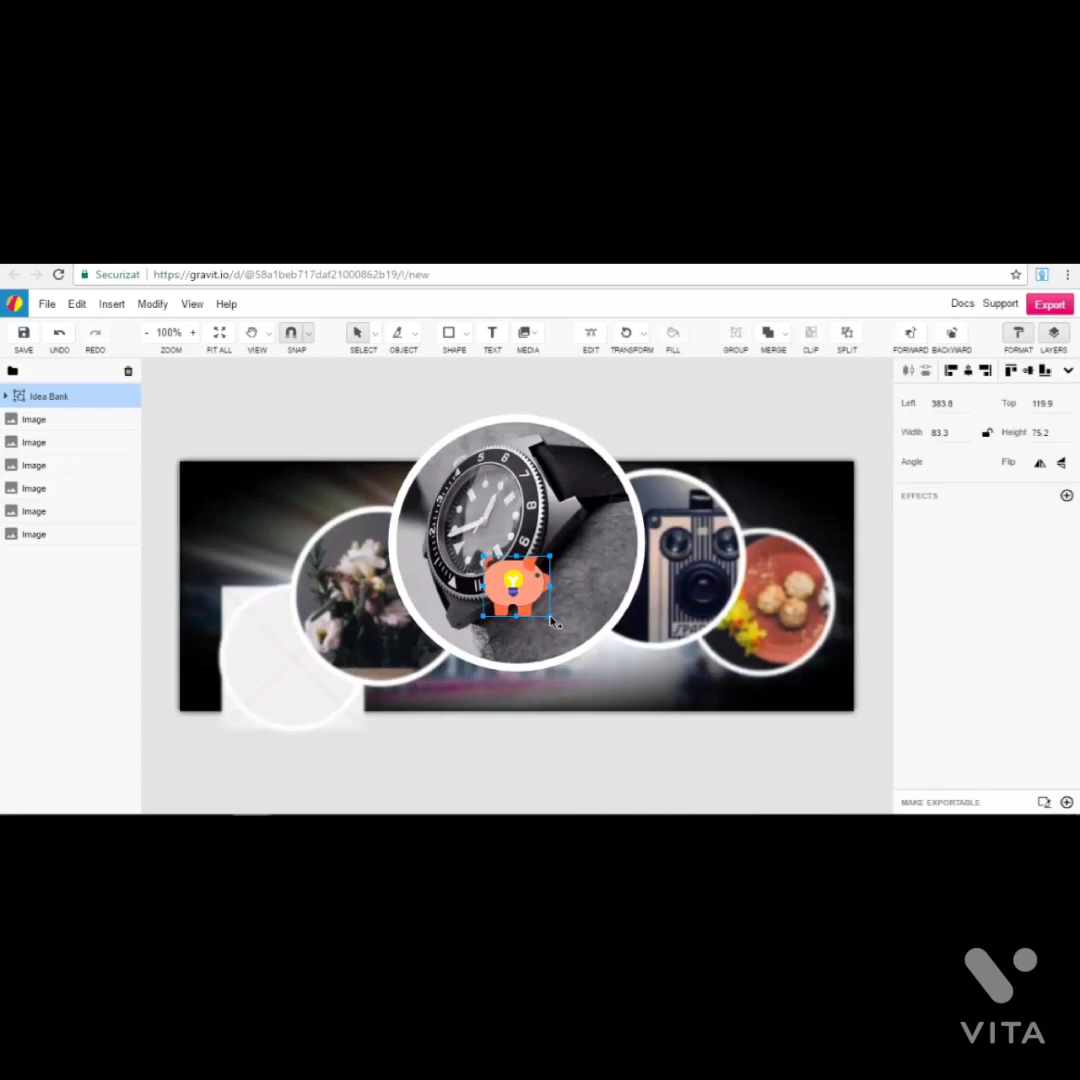 Securizat | https://gravit.io/d/@58a1beb717daf21000862b19/!/new
File Edit Insert Modify View Help Docs Support Export
- 100% +
SAVE UNDO REDO ZOOM FIT ALL VIEW SNAP SELECT OBJECT SHAPE TEXT MEDIA EDIT TRANSFORM FILL GROUP MERGE CLIP SPLIT FORWARD BACKWARD FORMAT LAYERS
Idea Bank
Image
Image
Image
Image
Image
Image
Left 383.8 Top 119.9
Width 83.3 Height 75.2
Angle Flip
EFFECTS
MAKE EXPORTABLE
VITA